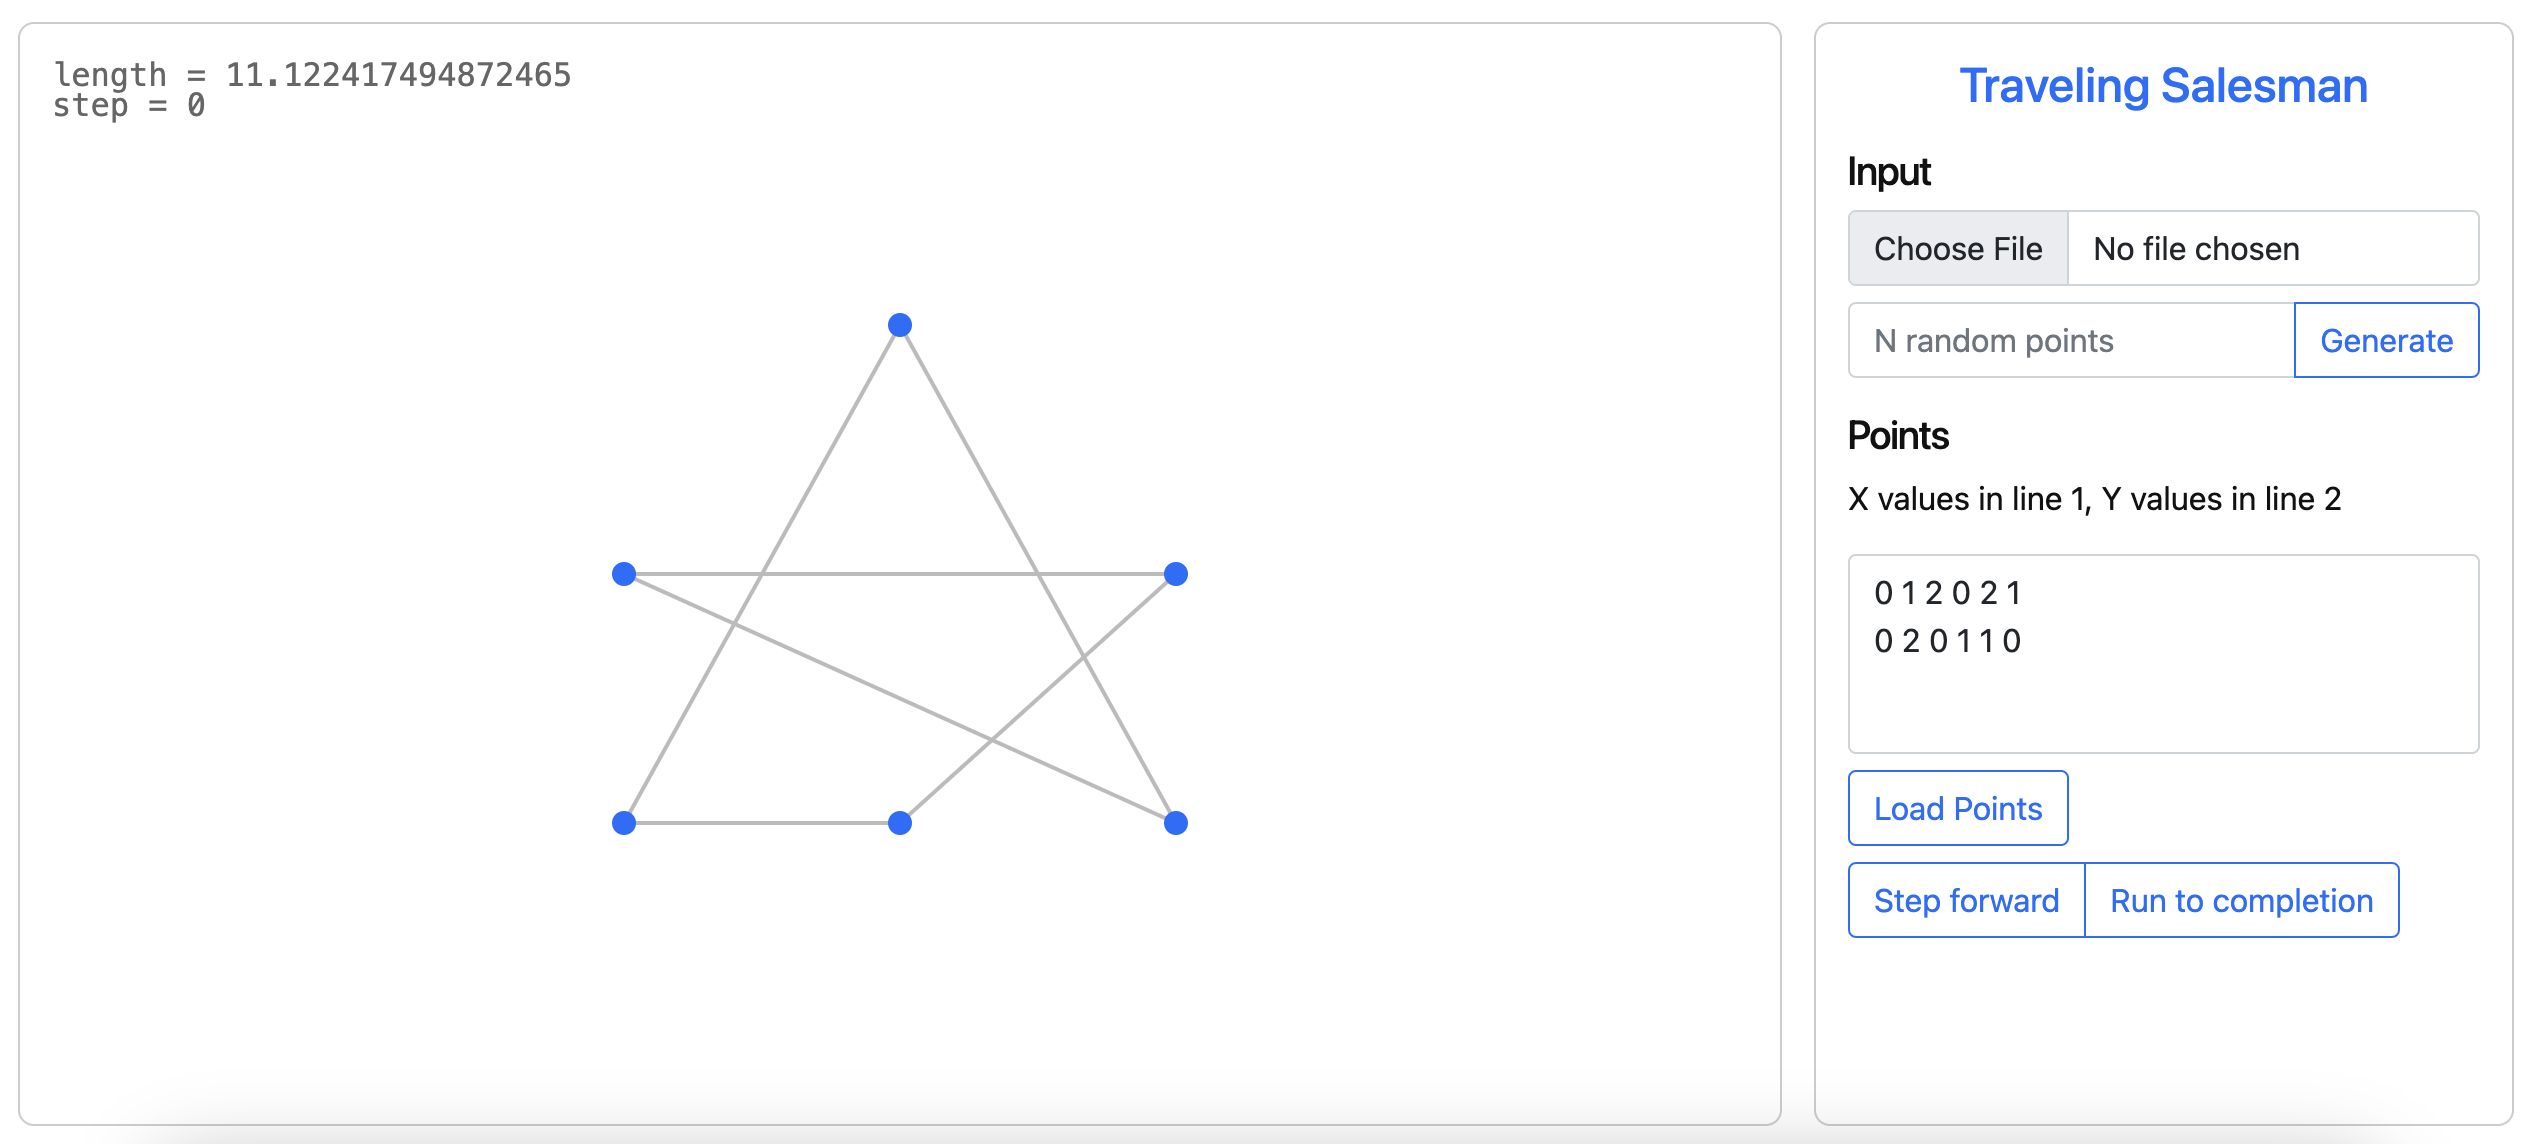 length = 11.122417494872465
step = 0
Traveling Salesman
Input
Choose File No file chosen
N random points Generate
Points
X values in line 1, Y values in line 2
0 1 2 0 2 1
0 2 0 1 1 0
Load Points
Step forward Run to completion